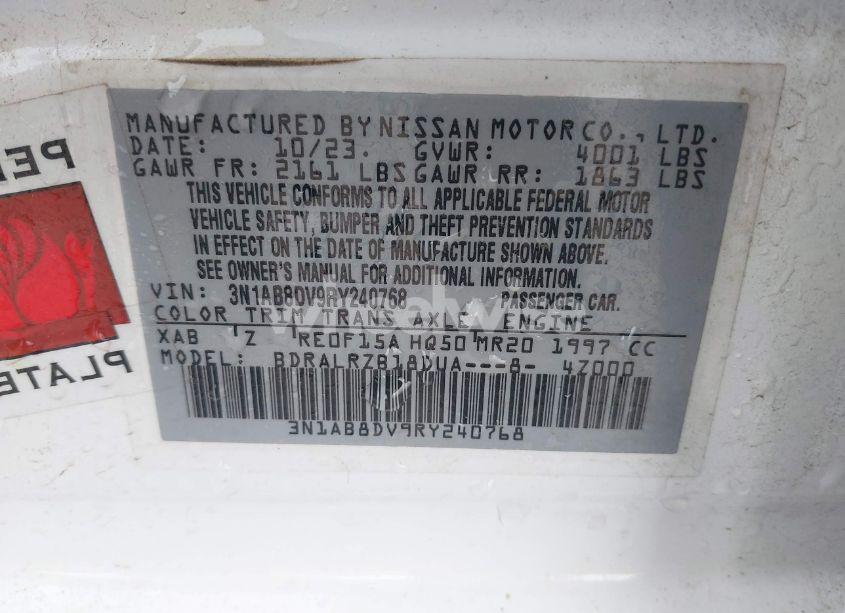 MANUFACTURED BY NISSAN MOTOR CO., LTD.
DATE: 10/23. GVWR: 4001 LBS
GAWR FR: 2161 LBS GAWR RR: 1863 LBS
THIS VEHICLE CONFORMS TO ALL APPLICABLE FEDERAL MOTOR
VEHICLE SAFETY, BUMPER AND THEFT PREVENTION STANDARDS
IN EFFECT ON THE DATE OF MANUFACTURE SHOWN ABOVE.
SEE OWNER'S MANUAL FOR ADDITIONAL INFORMATION.
VIN: 3N1AB8DV9RY240768 PASSENGER CAR.
COLOR TRIM TRANS AXLE ENGINE
XAB Z RE0F15A HQ50 MR20 1997 CC
MODEL: BDRALRZB18DUA---8- 4Z000
3N1AB8DV9RY240768
PLATE